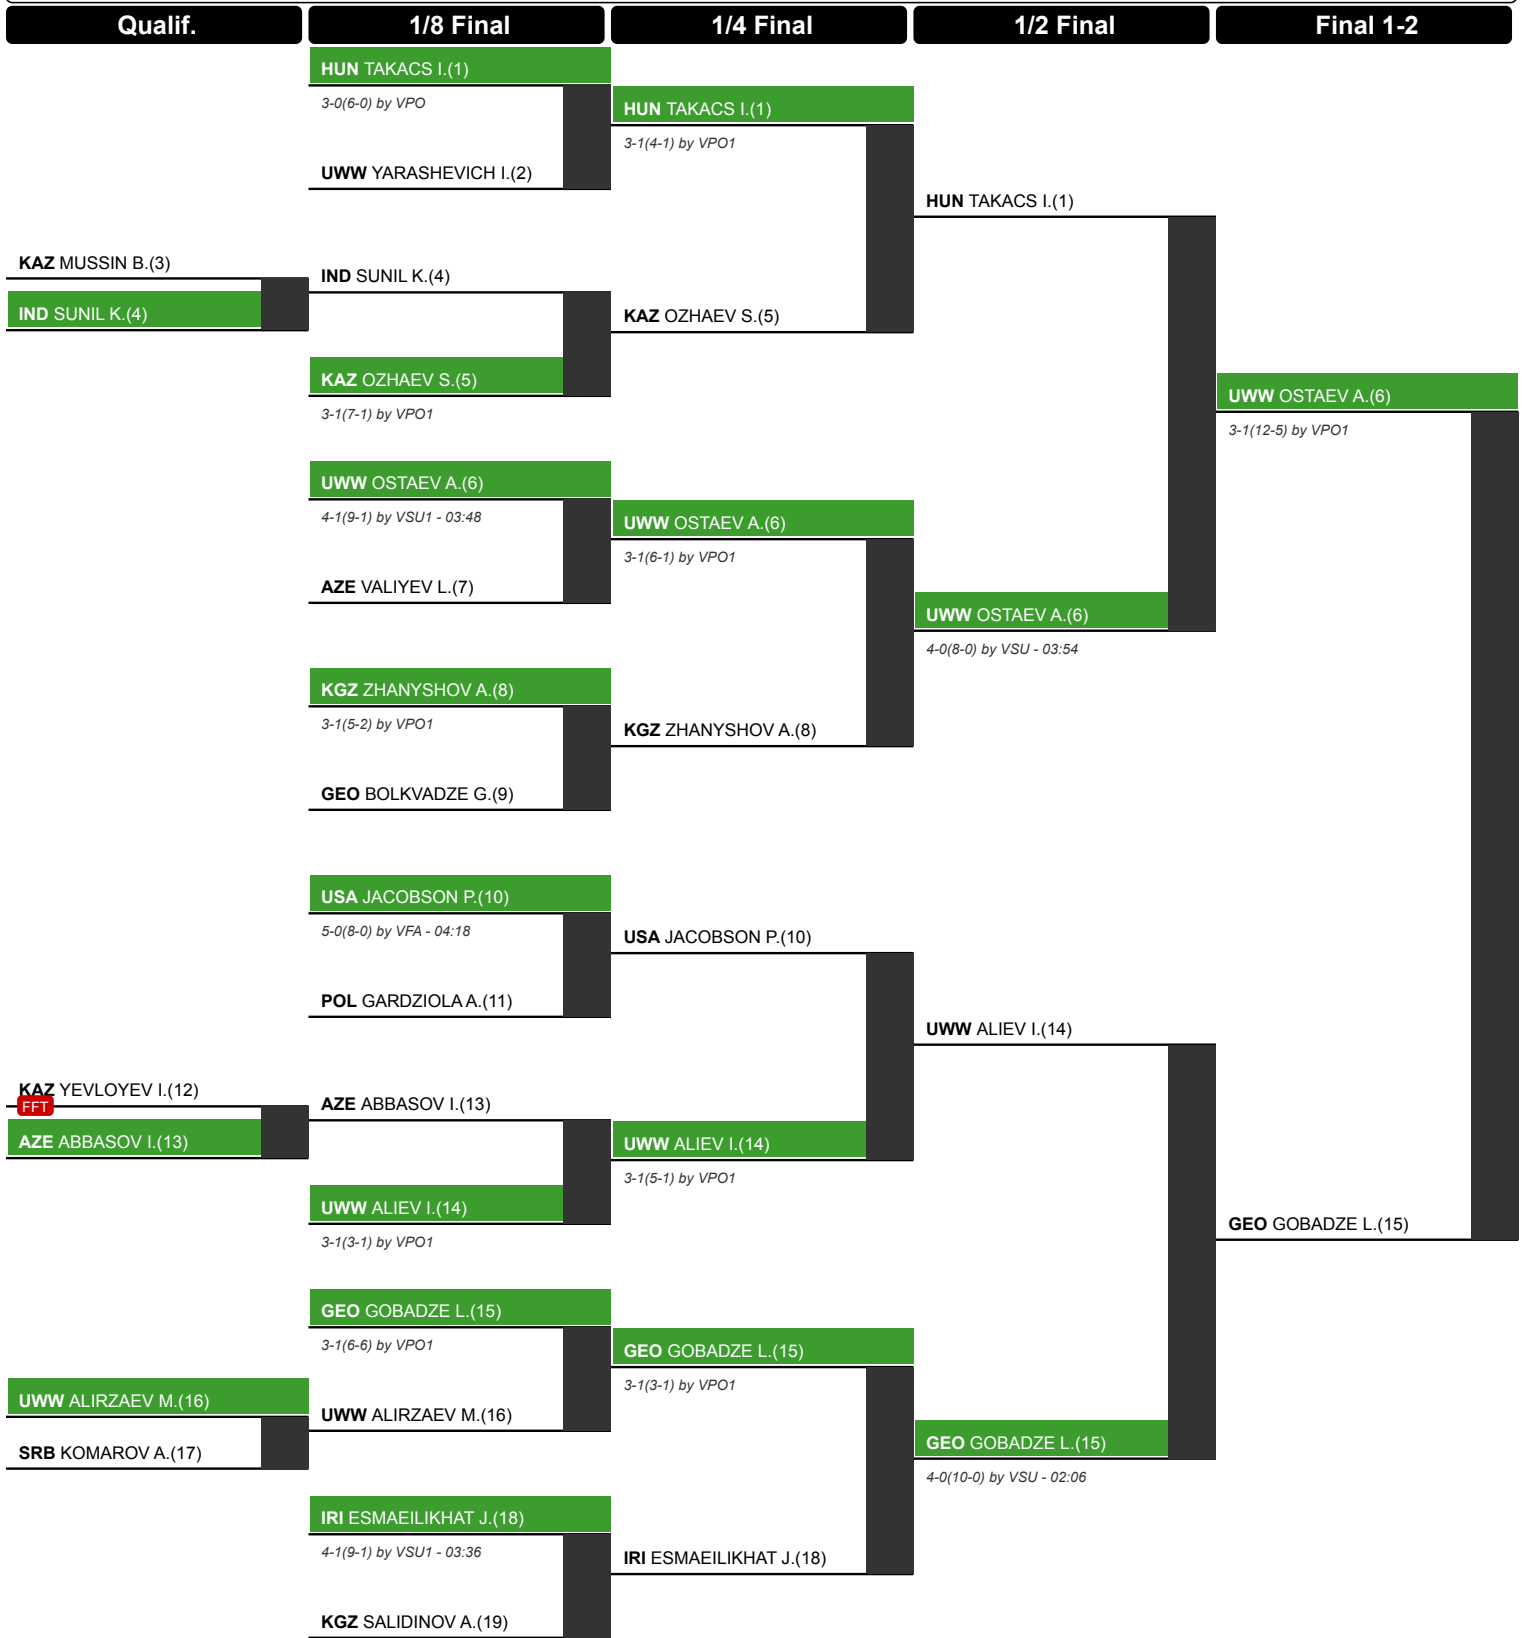 Qualif.
1/8 Final
1/4 Final
1/2 Final
Final 1-2
KAZ MUSSIN B.(3)
IND SUNIL K.(4)
KAZ YEVLOYEV I.(12)
FFT
AZE ABBASOV I.(13)
UWW ALIRZAEV M.(16)
SRB KOMAROV A.(17)
HUN TAKACS I.(1)
3-0(6-0) by VPO
UWW YARASHEVICH I.(2)
IND SUNIL K.(4)
KAZ OZHAEV S.(5)
3-1(7-1) by VPO1
UWW OSTAEV A.(6)
4-1(9-1) by VSU1 - 03:48
AZE VALIYEV L.(7)
KGZ ZHANYSHOV A.(8)
3-1(5-2) by VPO1
GEO BOLKVADZE G.(9)
USA JACOBSON P.(10)
5-0(8-0) by VFA - 04:18
POL GARDZIOLA A.(11)
AZE ABBASOV I.(13)
UWW ALIEV I.(14)
3-1(3-1) by VPO1
GEO GOBADZE L.(15)
3-1(6-6) by VPO1
UWW ALIRZAEV M.(16)
IRI ESMAEILIKHAT J.(18)
4-1(9-1) by VSU1 - 03:36
KGZ SALIDINOV A.(19)
HUN TAKACS I.(1)
3-1(4-1) by VPO1
KAZ OZHAEV S.(5)
UWW OSTAEV A.(6)
3-1(6-1) by VPO1
KGZ ZHANYSHOV A.(8)
USA JACOBSON P.(10)
UWW ALIEV I.(14)
3-1(5-1) by VPO1
GEO GOBADZE L.(15)
3-1(3-1) by VPO1
IRI ESMAEILIKHAT J.(18)
HUN TAKACS I.(1)
UWW OSTAEV A.(6)
4-0(8-0) by VSU - 03:54
UWW ALIEV I.(14)
GEO GOBADZE L.(15)
4-0(10-0) by VSU - 02:06
UWW OSTAEV A.(6)
3-1(12-5) by VPO1
GEO GOBADZE L.(15)